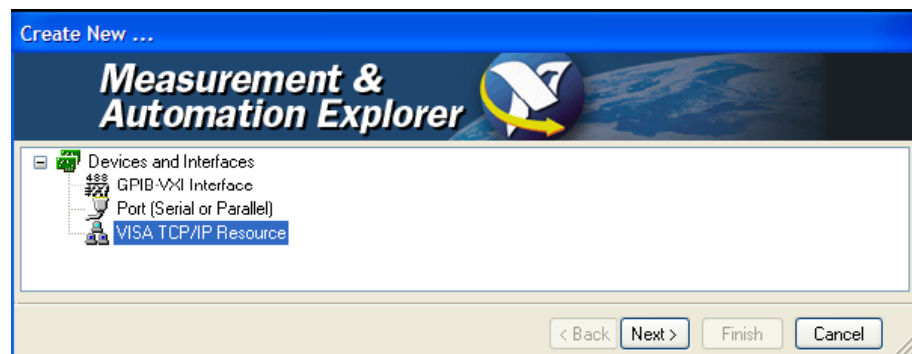 Create New ...
Measurement &
Automation Explorer
Devices and Interfaces
488
GPIB-VXI Interface
Port (Serial or Parallel)
VISA TCP/IP Resource
< Back Next > Finish Cancel